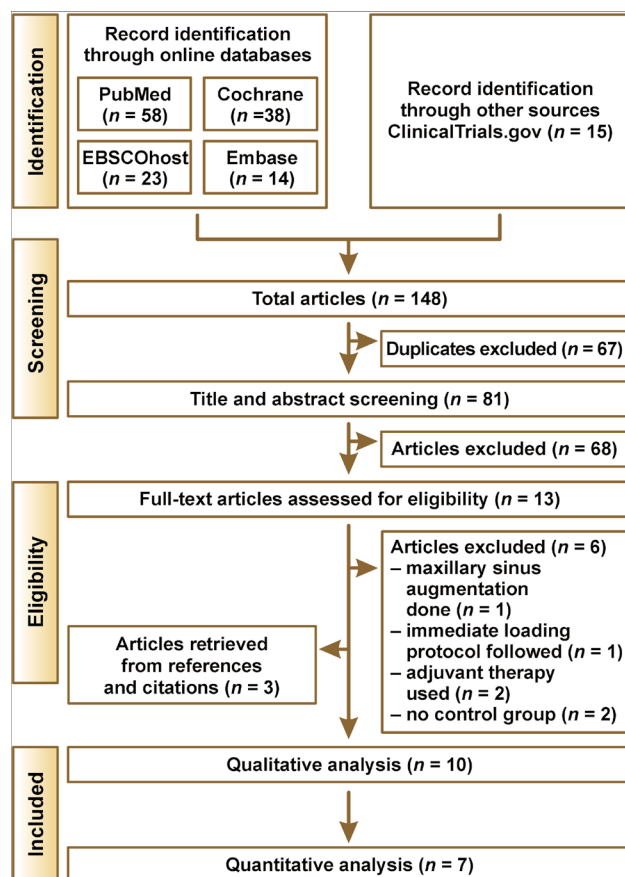 Identification
Record identification
through online databases
PubMed
(n = 58)
Cochrane
(n =38)
EBSCOhost
(n = 23)
Embase
(n = 14)
Record identification
through other sources
ClinicalTrials.gov (n = 15)
Screening
Total articles (n = 148)
Duplicates excluded (n = 67)
Title and abstract screening (n = 81)
Articles excluded (n = 68)
Eligibility
Full-text articles assessed for eligibility (n = 13)
Articles excluded (n = 6)
– maxillary sinus
augmentation
done (n = 1)
– immediate loading
protocol followed (n = 1)
– adjuvant therapy
used (n = 2)
– no control group (n = 2)
Articles retrieved
from references
and citations (n = 3)
Included
Qualitative analysis (n = 10)
Quantitative analysis (n = 7)